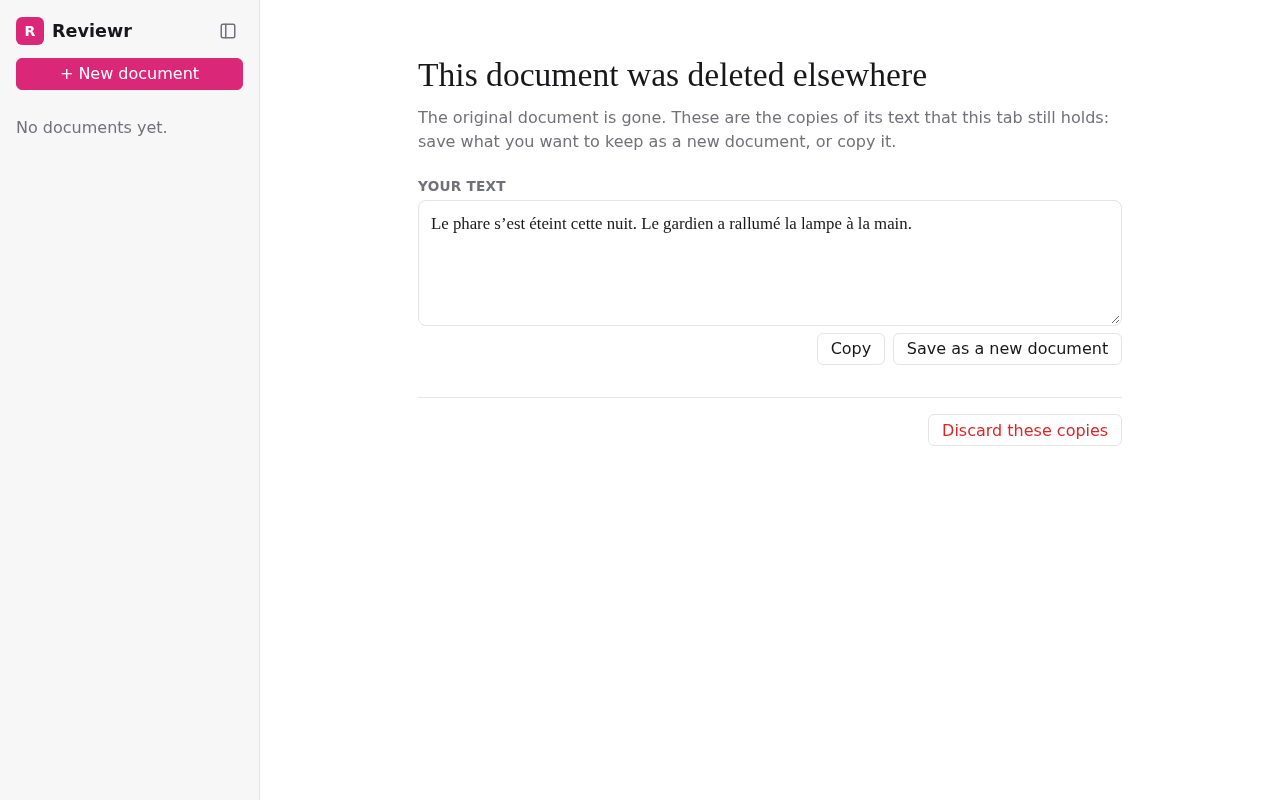 R Reviewr
+ New document
No documents yet.
This document was deleted elsewhere
The original document is gone. These are the copies of its text that this tab still holds:
save what you want to keep as a new document, or copy it.
YOUR TEXT
Le phare s’est éteint cette nuit. Le gardien a rallumé la lampe à la main.
Copy Save as a new document
Discard these copies